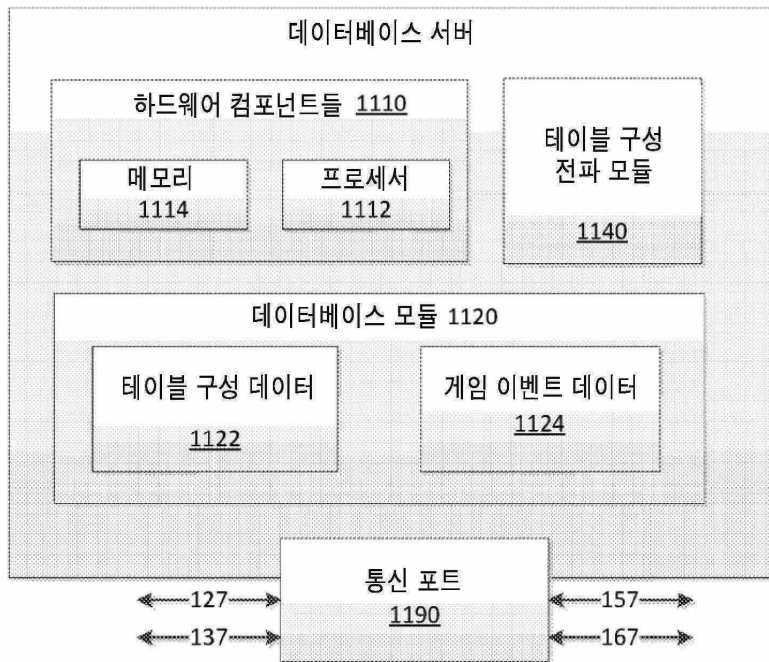 데이터베이스 서버
하드웨어 컴포넌트들 1110
메모리
1114
프로세서
1112
테이블 구성
전파 모듈
1140
데이터베이스 모듈 1120
테이블 구성 데이터
1122
게임 이벤트 데이터
1124
통신 포트
1190
127
137
157
167